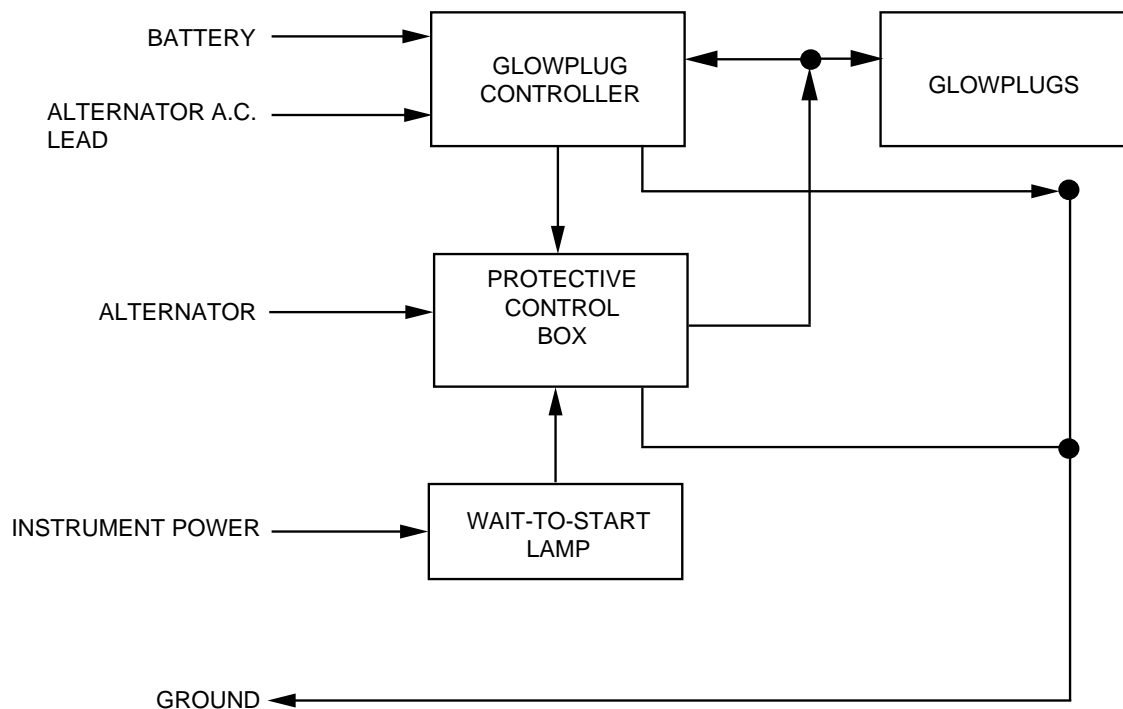 BATTERY
GLOWPLUG
CONTROLLER
GLOWPLUGS
ALTERNATOR A.C.
LEAD
PROTECTIVE
CONTROL
BOX
ALTERNATOR
WAIT-TO-START
LAMP
INSTRUMENT POWER
GROUND